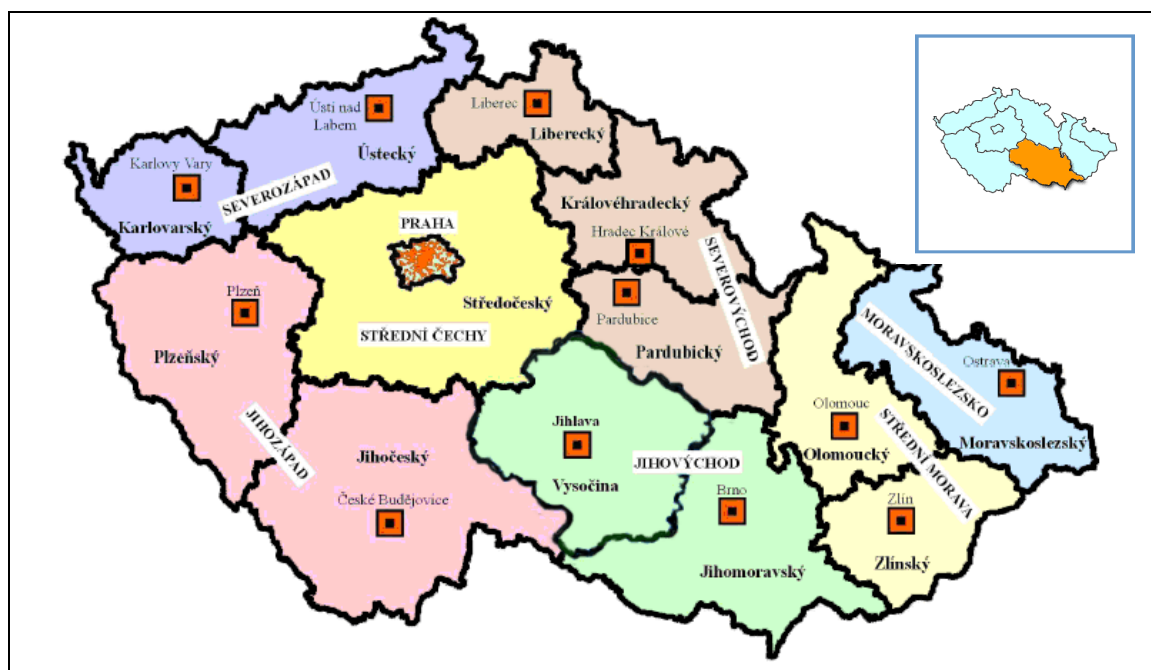 Ústí nad
Labem
Ústecký
Liberec
Liberecký
Karlovy Vary
Karlovarský
SEVEROZÁPAD
Královéhradecký
Hradec Králové
SEVEROVÝCHOD
PRAHA
Středočeský
STŘEDNÍ ČECHY
Plzeň
Plzeňský
Pardubice
Pardubický
MORAVSKOSLEZSKO
Ostrava
Moravskoslezský
JIHOZÁPAD
Jihočeský
České Budějovice
Jihlava
Vysočina
JIHOVÝCHOD
Brno
Jihomoravský
Olomouc
Olomoucký
STŘEDNÍ MORAVA
Zlín
Zlínský